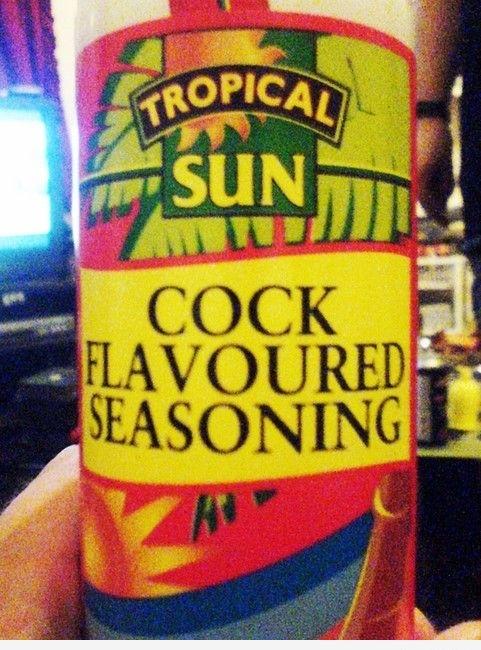 TROPICAL
SUN
COCK
FLAVOURED
SEASONING